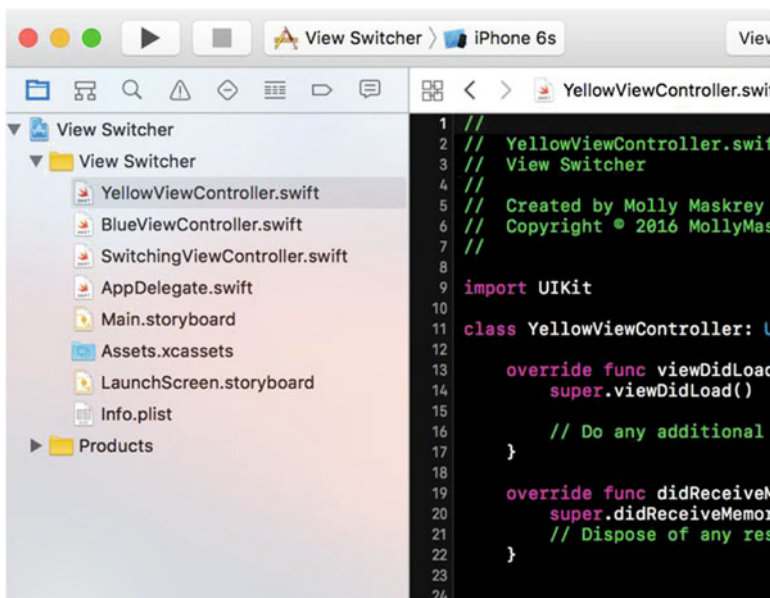 View Switcher
iPhone 6s
View Switcher
View Switcher
YellowViewController.swift
BlueViewController.swift
SwitchingViewController.swift
AppDelegate.swift
Main.storyboard
Assets.xcassets
LaunchScreen.storyboard
Info.plist
Products
1 //
2 // YellowViewController.swif
3 // View Switcher
4 //
5 // Created by Molly Maskrey
6 // Copyright © 2016 MollyMas
7 //
8
9 import UIKit
10
11 class YellowViewController: U
12
13 override func viewDidLoad
14 super.viewDidLoad()
15
16 // Do any additional
17 }
18
19 override func didReceiveM
20 super.didReceiveMemor
21 // Dispose of any res
22 }
23
24